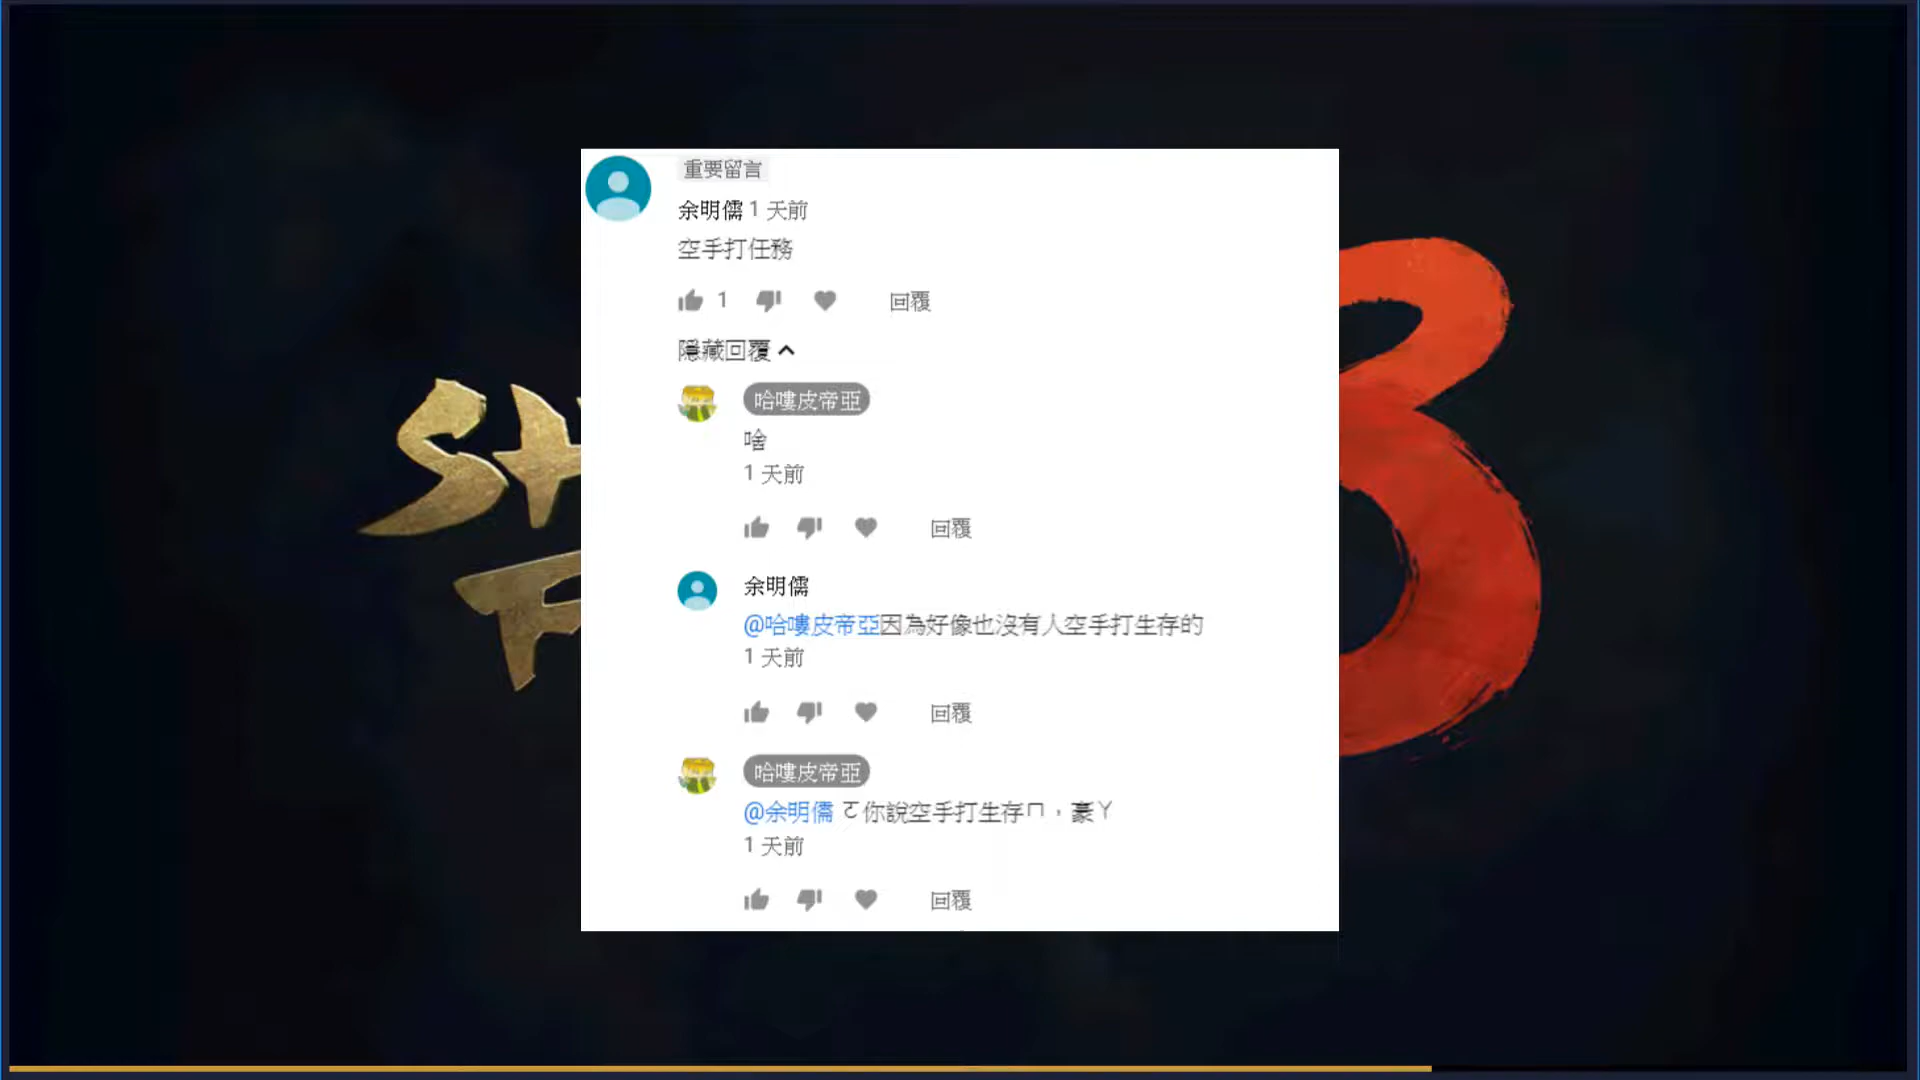 重要留言
余明儒 1 天前
空手打任務
1 回覆
隱藏回覆
哈嘍皮帝亞
啥
1 天前
回覆
余明儒
@哈嘍皮帝亞因為好像也沒有人空手打生存的
1 天前
回覆
哈嘍皮帝亞
@余明儒 ㄛ你說空手打生存ㄇ，豪ㄚ
1 天前
回覆
3